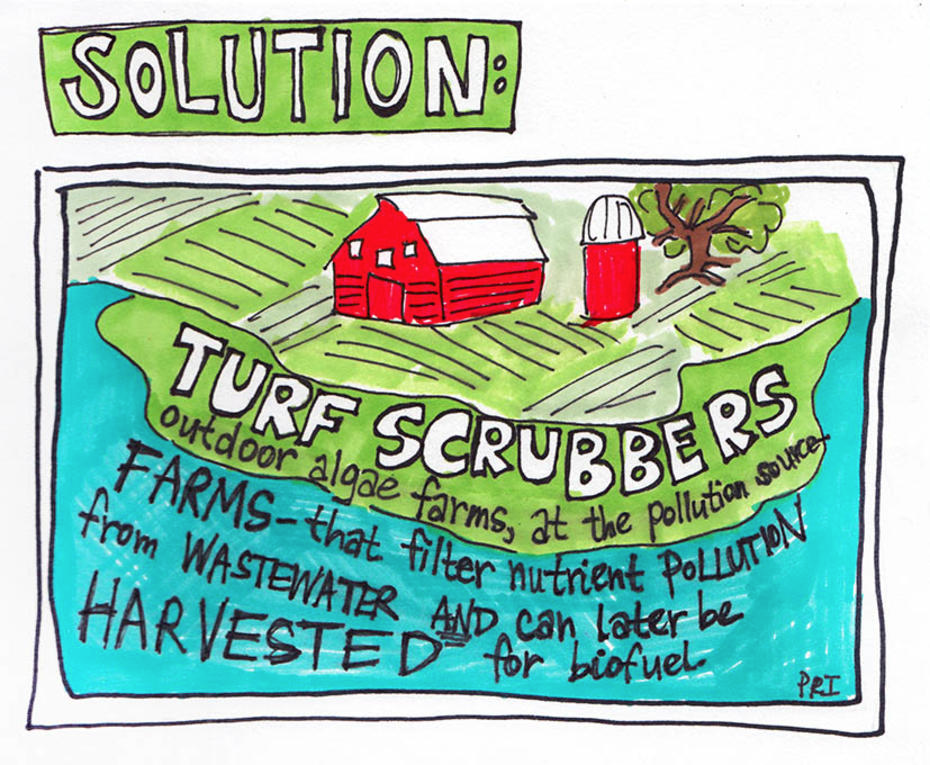 SOLUTION:
TURF SCRUBBERS
outdoor algae farms, at the pollution source
FARMS - that filter nutrient POLLUTION
from WASTEWATER AND can later be
HARVESTED for biofuel.
PRI